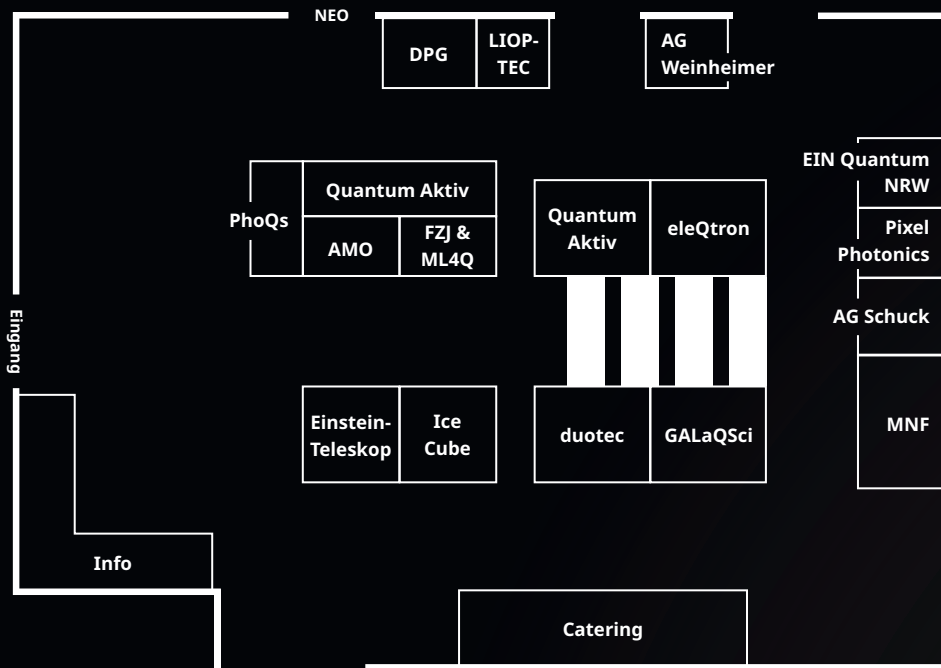 NEO
DPG
LIOP-
TEC
AG
Weinheimer
EIN Quantum
NRW
Quantum Aktiv
PhoQs
AMO
FZJ &
ML4Q
Quantum
Aktiv
eleQtron
Pixel
Photonics
AG Schuck
Eingang
Einstein-
Teleskop
Ice
Cube
duotec
GALaQSci
MNF
Info
Catering